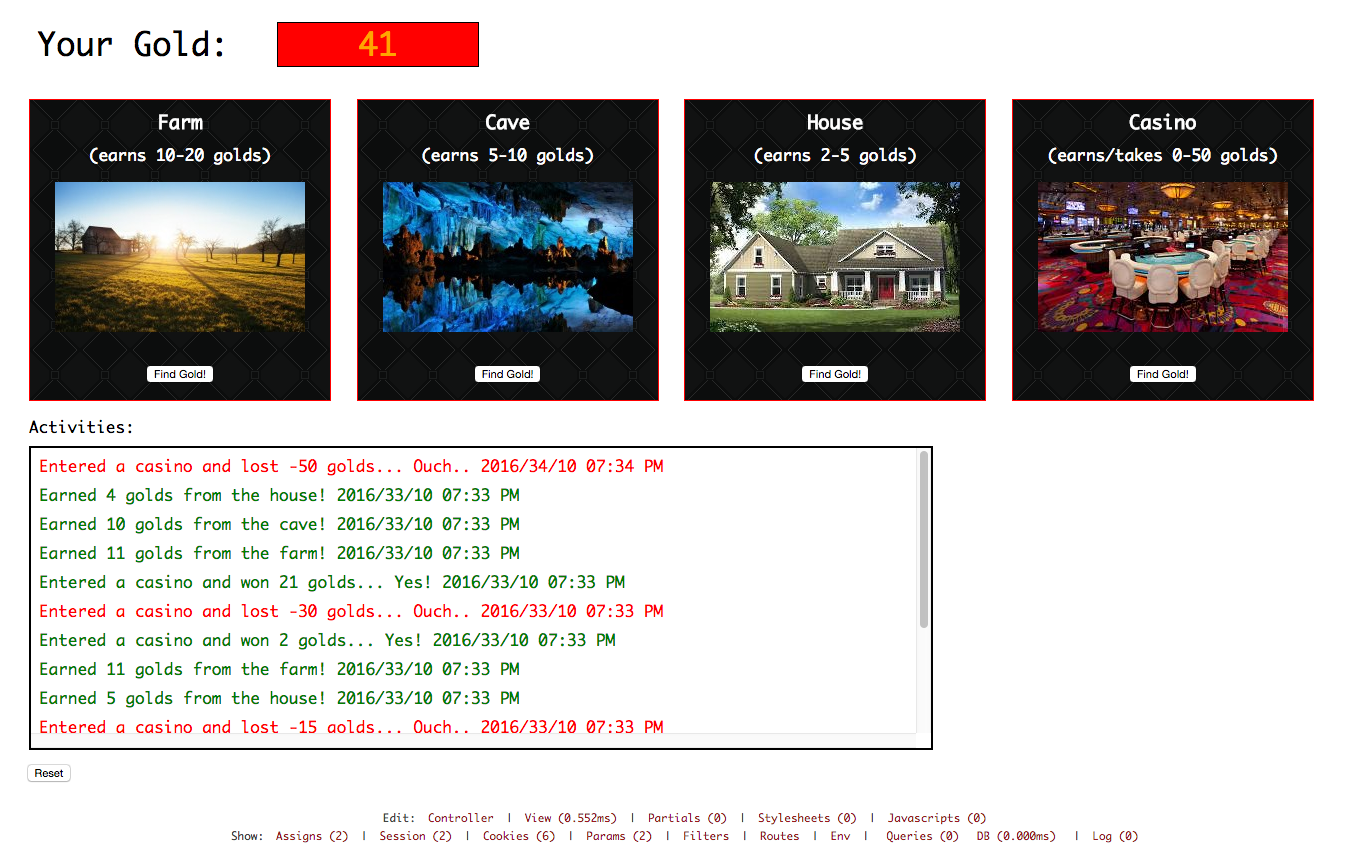 Your Gold: 41
Farm Cave House Casino
(earns 10-20 golds) (earns 5-10 golds) (earns 2-5 golds) (earns/takes 0-50 golds)
Find Gold! Find Gold! Find Gold! Find Gold!
Activities:
Entered a casino and lost -50 golds... Ouch.. 2016/34/10 07:34 PM
Earned 4 golds from the house! 2016/33/10 07:33 PM
Earned 10 golds from the cave! 2016/33/10 07:33 PM
Earned 11 golds from the farm! 2016/33/10 07:33 PM
Entered a casino and won 21 golds... Yes! 2016/33/10 07:33 PM
Entered a casino and lost -30 golds... Ouch.. 2016/33/10 07:33 PM
Entered a casino and won 2 golds... Yes! 2016/33/10 07:33 PM
Earned 11 golds from the farm! 2016/33/10 07:33 PM
Earned 5 golds from the house! 2016/33/10 07:33 PM
Entered a casino and lost -15 golds... Ouch.. 2016/33/10 07:33 PM
Reset
Edit: Controller | View (0.552ms) | Partials (0) | Stylesheets (0) | Javascripts (0)
Show: Assigns (2) | Session (2) | Cookies (6) | Params (2) | Filters | Routes | Env | Queries (0) DB (0.000ms) | Log (0)